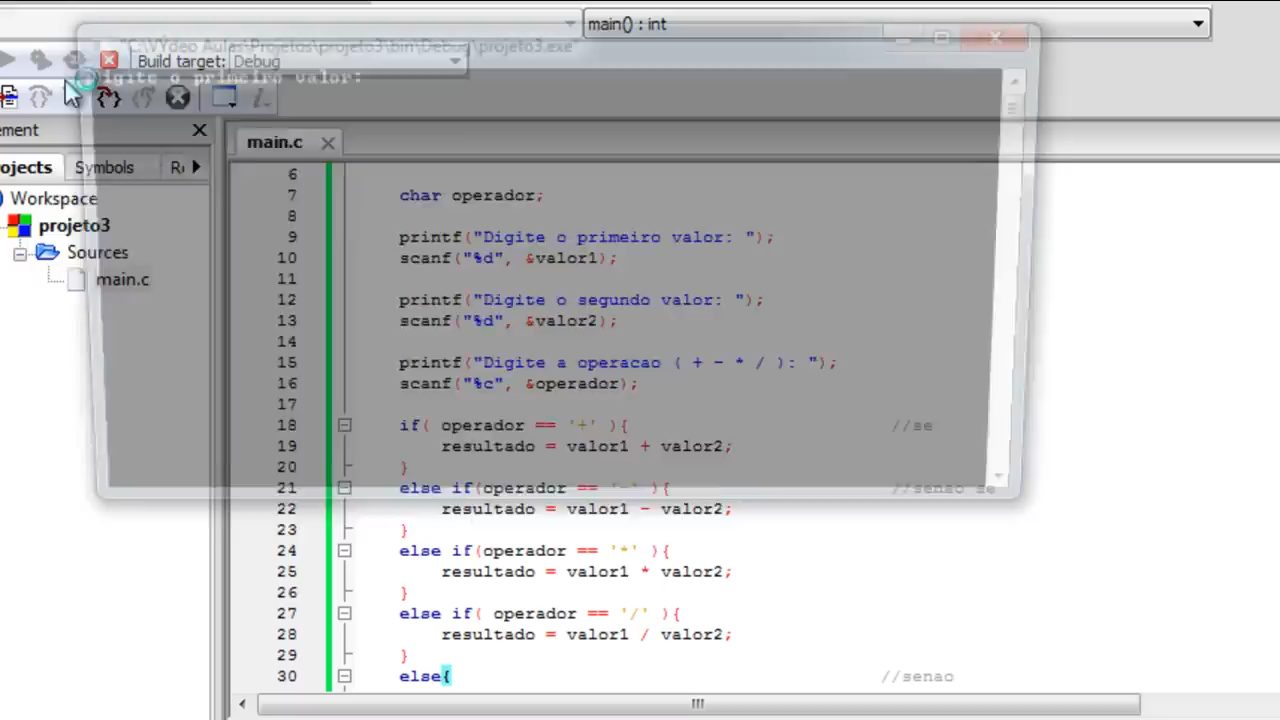 main() : int
"C:\Vídeo Aulas\Projetos\projeto3\bin\Debug\projeto3.exe"
Build target: Debug
Digite o primeiro valor:
ement
main.c
ojects Symbols
Workspace
projeto3
Sources
main.c
6
7 char operador;
8
9 printf("Digite o primeiro valor: ");
10 scanf("%d", &valor1);
11
12 printf("Digite o segundo valor: ");
13 scanf("%d", &valor2);
14
15 printf("Digite a operacao ( + - * / ): ");
16 scanf("%c", &operador);
17
18 if( operador == '+' ){ //se
19 resultado = valor1 + valor2;
20 }
21 else if(operador == '-' ){ //senao se
22 resultado = valor1 - valor2;
23 }
24 else if(operador == '*' ){
25 resultado = valor1 * valor2;
26 }
27 else if( operador == '/' ){
28 resultado = valor1 / valor2;
29 }
30 else{ //senao